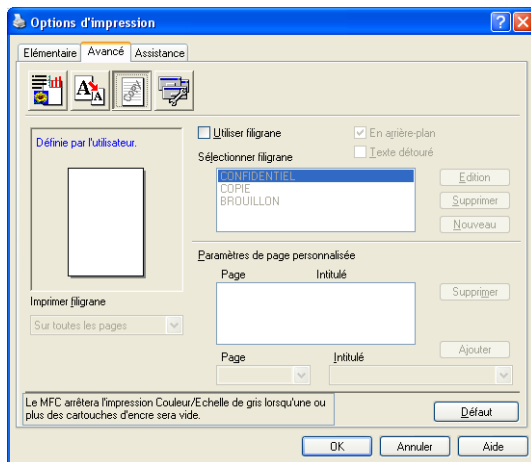 Options d'impression
Elémentaire Avancé Assistance
Définie par l'utilisateur.
Imprimer filigrane
Sur toutes les pages
Utiliser filigrane
En arrière-plan
Texte détouré
Sélectionner filigrane
CONFIDENTIEL
COPIE
BROUILLON
Edition
Supprimer
Nouveau
Paramètres de page personnalisée
Page Intitulé
Supprimer
Ajouter
Page Intitulé
Le MFC arrêtera l'impression Couleur/Echelle de gris lorsqu'une ou
plus des cartouches d'encre sera vide.
Défaut
OK Annuler Aide